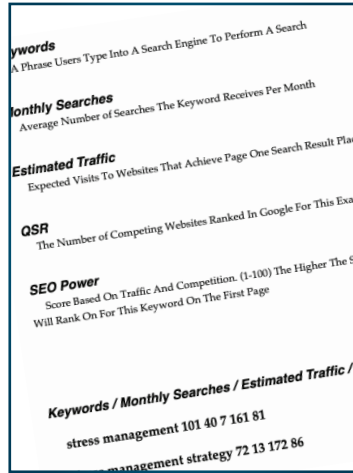 ywords
A Phrase Users Type Into A Search Engine To Perform A Search
onthly Searches
Average Number of Searches The Keyword Receives Per Month
Estimated Traffic
Expected Visits To Websites That Achieve Page One Search Result Plac
QSR
The Number of Competing Websites Ranked In Google For This Exa
SEO Power
Score Based On Traffic And Competition. (1-100) The Higher The S
Will Rank On For This Keyword On The First Page
Keywords / Monthly Searches / Estimated Traffic /
stress management 101 40 7 161 81
management strategy 72 13 172 86